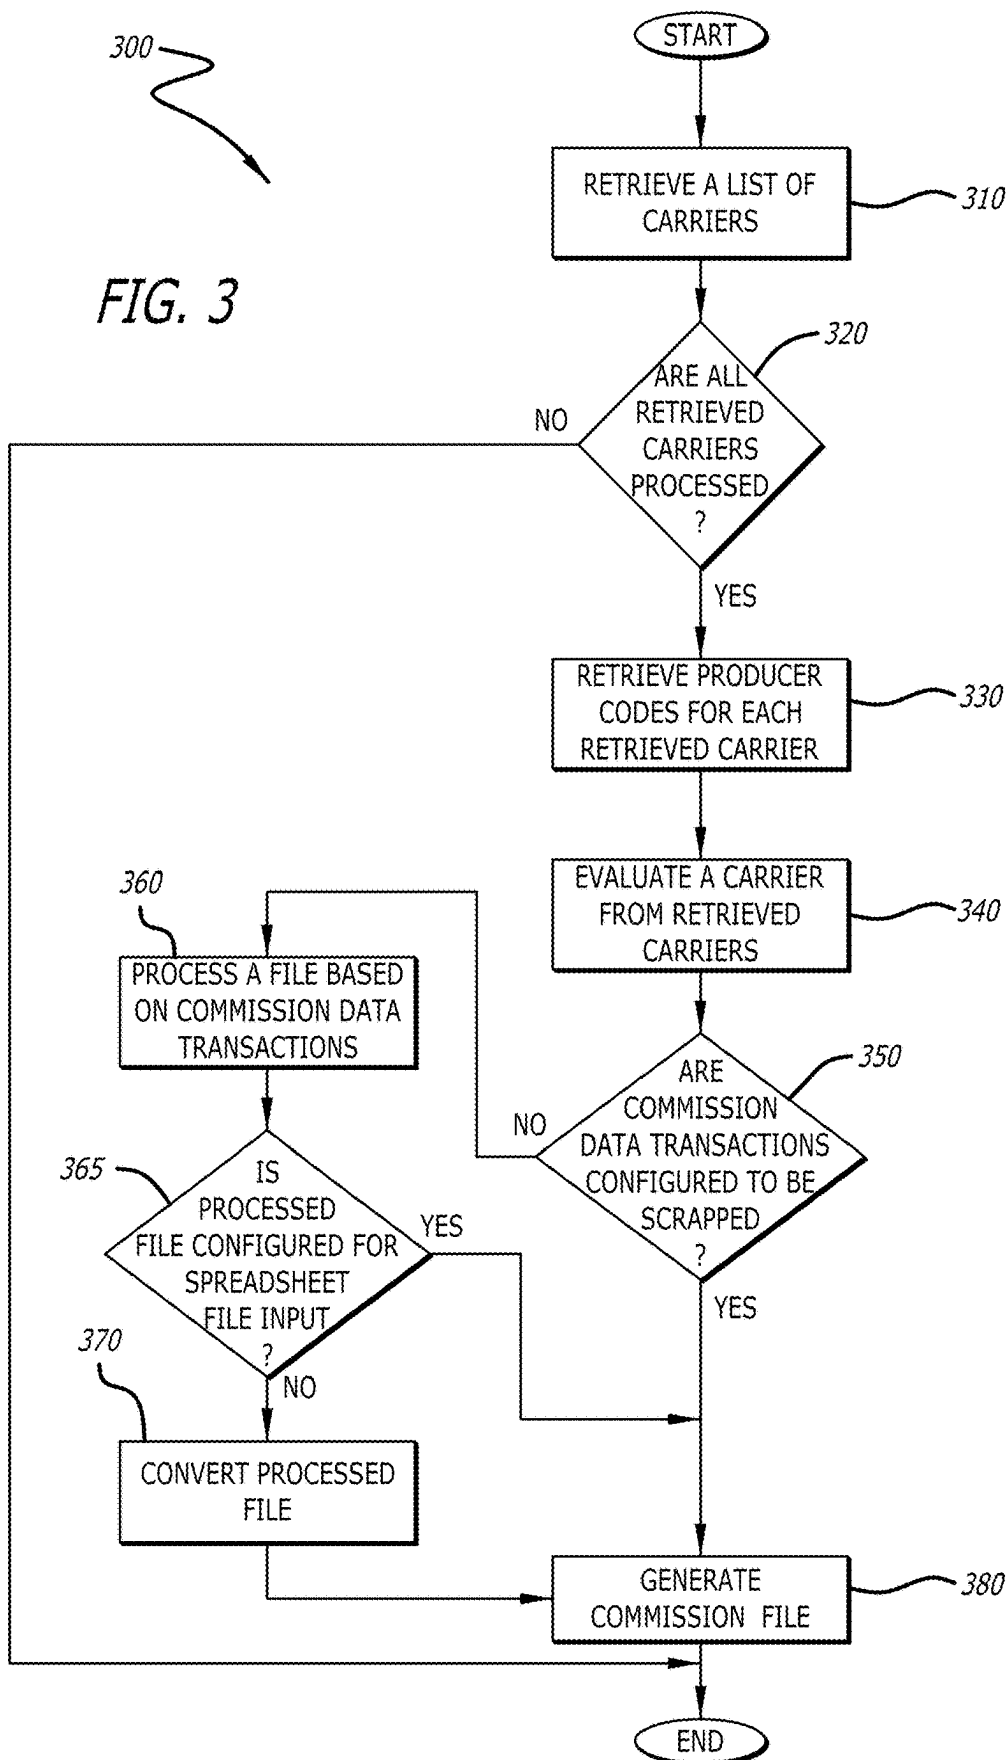 START
300
RETRIEVE A LIST OF
CARRIERS
310
FIG. 3
320
ARE ALL
RETRIEVED
CARRIERS
PROCESSED
?
NO
YES
RETRIEVE PRODUCER
CODES FOR EACH
RETRIEVED CARRIER
330
EVALUATE A CARRIER
FROM RETRIEVED
CARRIERS
340
ARE
COMMISSION
DATA TRANSACTIONS
CONFIGURED TO BE
SCRAPPED
?
350
NO
YES
360
PROCESS A FILE BASED
ON COMMISSION DATA
TRANSACTIONS
365
IS
PROCESSED
FILE CONFIGURED FOR
SPREADSHEET
FILE INPUT
?
YES
NO
370
CONVERT PROCESSED
FILE
GENERATE
COMMISSION FILE
380
END